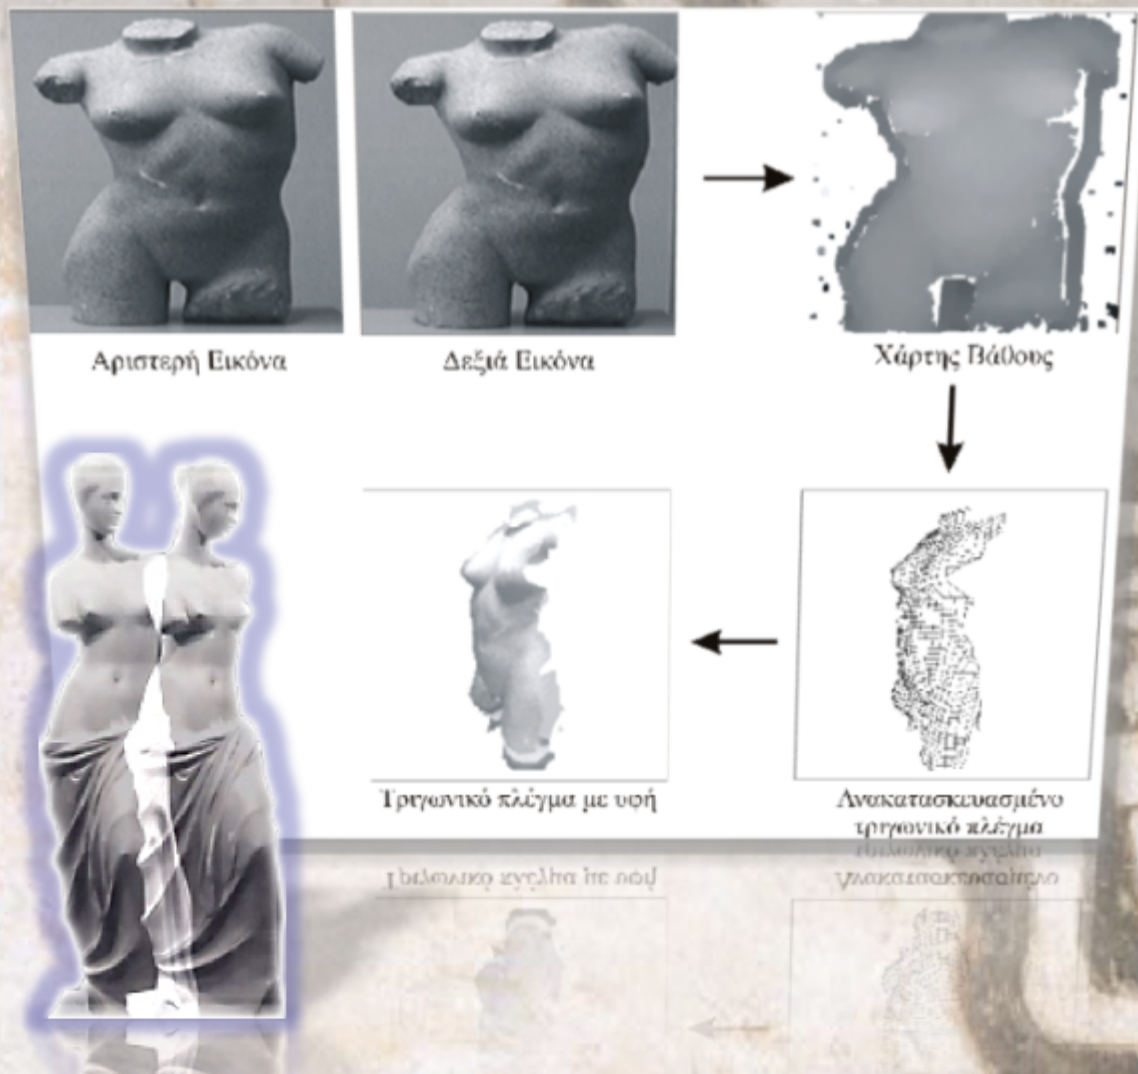 Αριστερή Εικόνα
Δεξιά Εικόνα
Χάρτης Βάθους
Τριγωνικό πλέγμα με υφή
Ανακατασκευασμένο
τριγωνικό πλέγμα